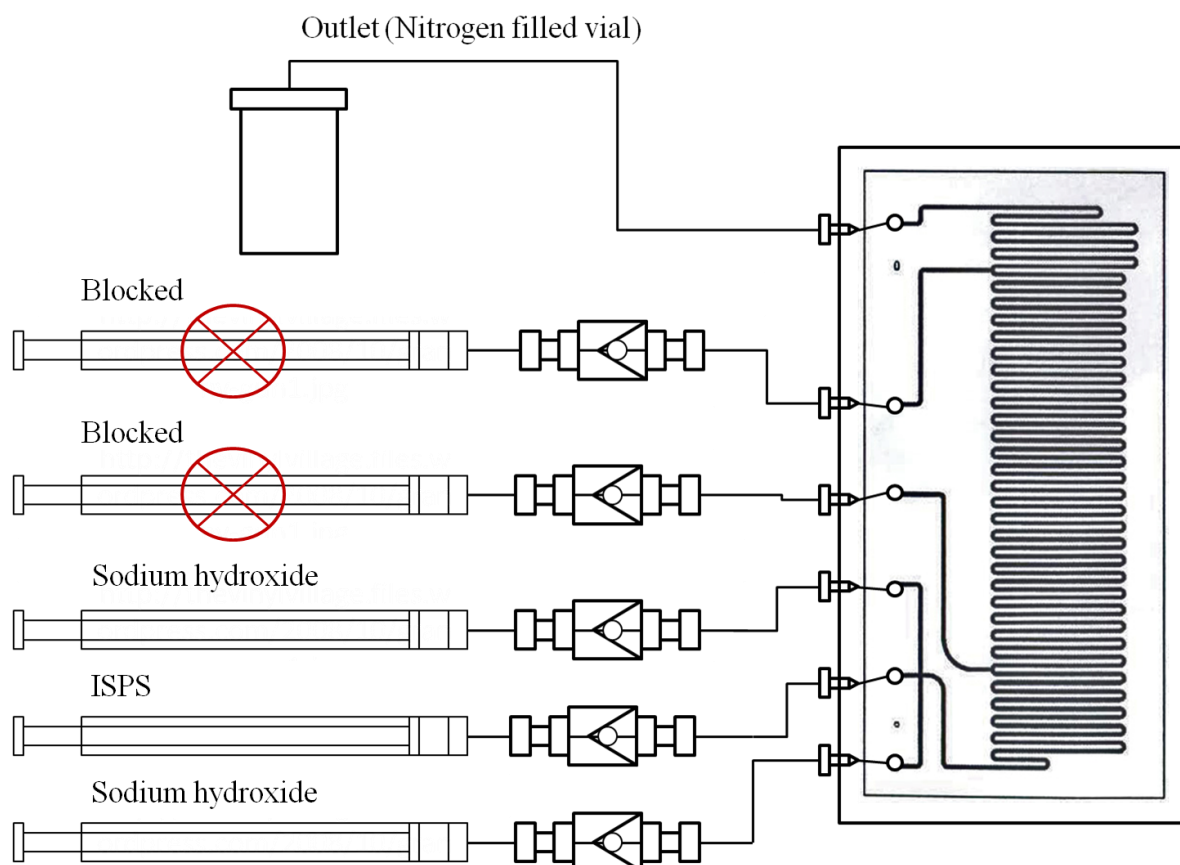 Outlet (Nitrogen filled vial)
Blocked
Blocked
Sodium hydroxide
ISPS
Sodium hydroxide